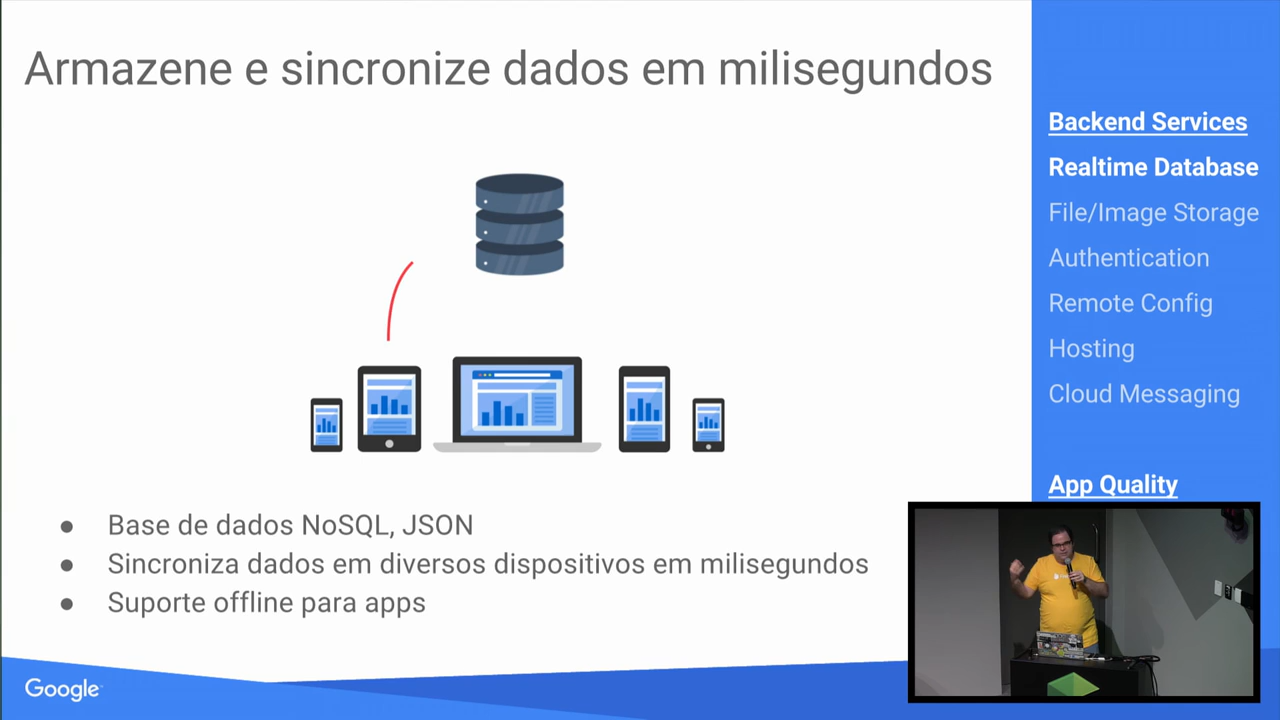 Armazene e sincronize dados em milisegundos
Backend Services
Realtime Database
File/Image Storage
Authentication
Remote Config
Hosting
Cloud Messaging
App Quality
● Base de dados NoSQL, JSON
● Sincroniza dados em diversos dispositivos em milisegundos
● Suporte offline para apps
Google